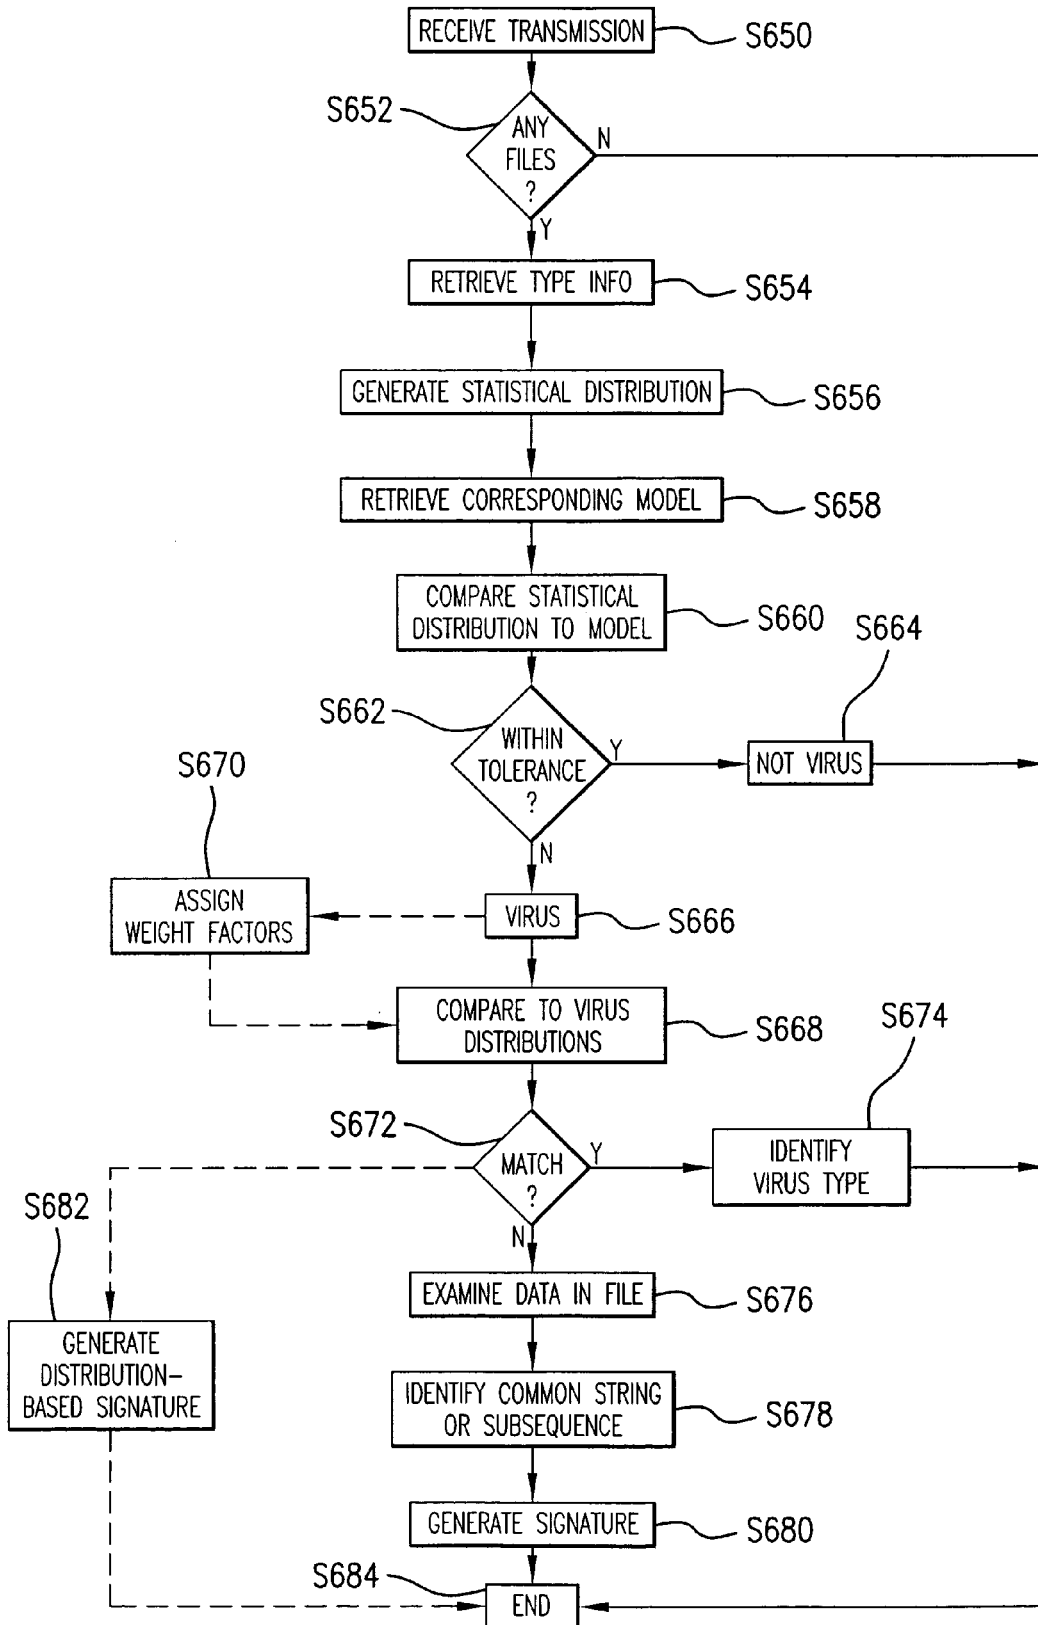 RECEIVE TRANSMISSION
S650
S652
ANY
FILES
?
N
Y
RETRIEVE TYPE INFO
S654
GENERATE STATISTICAL DISTRIBUTION
S656
RETRIEVE CORRESPONDING MODEL
S658
COMPARE STATISTICAL
DISTRIBUTION TO MODEL
S660
S664
S662
WITHIN
TOLERANCE
?
Y
NOT VIRUS
N
S670
ASSIGN
WEIGHT FACTORS
VIRUS
S666
COMPARE TO VIRUS
DISTRIBUTIONS
S668
S674
S672
MATCH
?
Y
IDENTIFY
VIRUS TYPE
N
S682
GENERATE
DISTRIBUTION-
BASED SIGNATURE
EXAMINE DATA IN FILE
S676
IDENTIFY COMMON STRING
OR SUBSEQUENCE
S678
GENERATE SIGNATURE
S680
S684
END